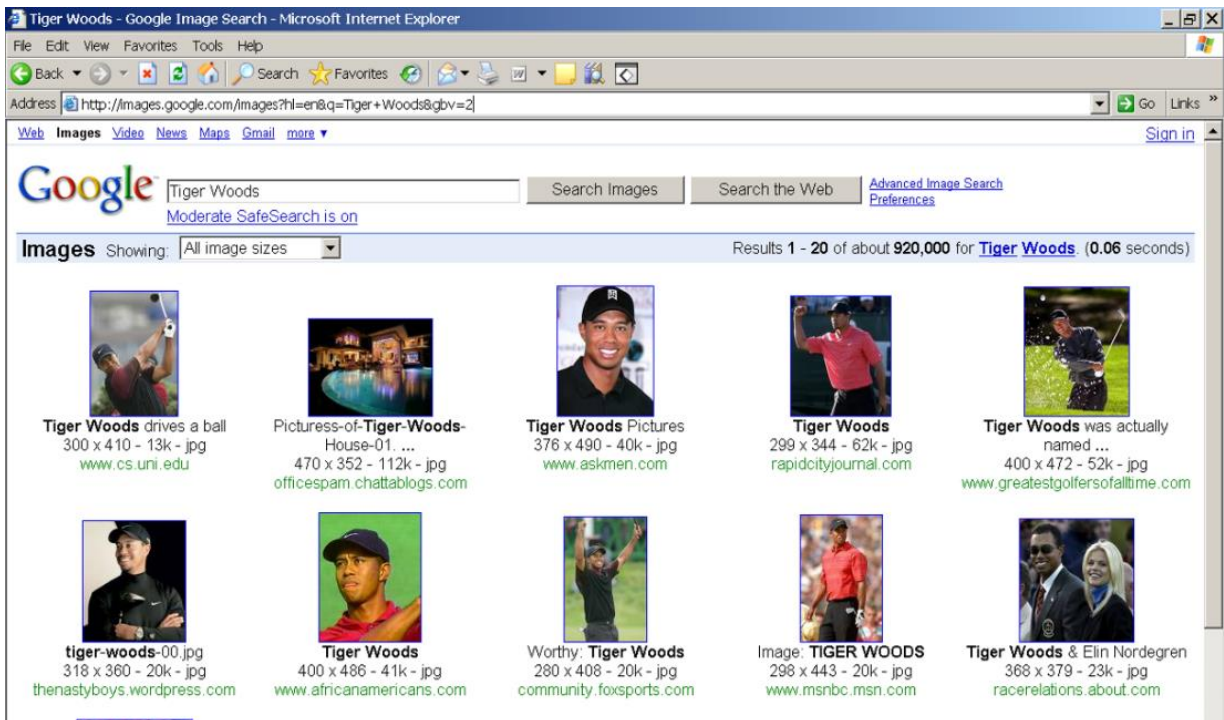 Tiger Woods - Google Image Search - Microsoft Internet Explorer
File Edit View Favorites Tools Help
Back Search Favorites
Address http://images.google.com/images?hl=en&q=Tiger+Woods&gbv=2 Go Links »
Web Images Video News Maps Gmail more ▼ Sign in
Google™ Tiger Woods Search Images Search the Web Advanced Image Search
Preferences
Moderate SafeSearch is on
Images Showing: All image sizes Results 1 - 20 of about 920,000 for Tiger Woods. (0.06 seconds)
Tiger Woods drives a ball
300 x 410 - 13k - jpg
www.cs.uni.edu
Picturess-of-Tiger-Woods-
House-01. ...
470 x 352 - 112k - jpg
officespam.chattablogs.com
Tiger Woods Pictures
376 x 490 - 40k - jpg
www.askmen.com
Tiger Woods
299 x 344 - 62k - jpg
rapidcityjournal.com
Tiger Woods was actually
named ...
400 x 472 - 52k - jpg
www.greatestgolfersofalltime.com
tiger-woods-00.jpg
318 x 360 - 20k - jpg
thenastyboys.wordpress.com
Tiger Woods
400 x 486 - 41k - jpg
www.africanamericans.com
Worthy: Tiger Woods
280 x 408 - 20k - jpg
community.foxsports.com
Image: TIGER WOODS
298 x 443 - 20k - jpg
www.msnbc.msn.com
Tiger Woods & Elin Nordegren
368 x 379 - 23k - jpg
racerelations.about.com